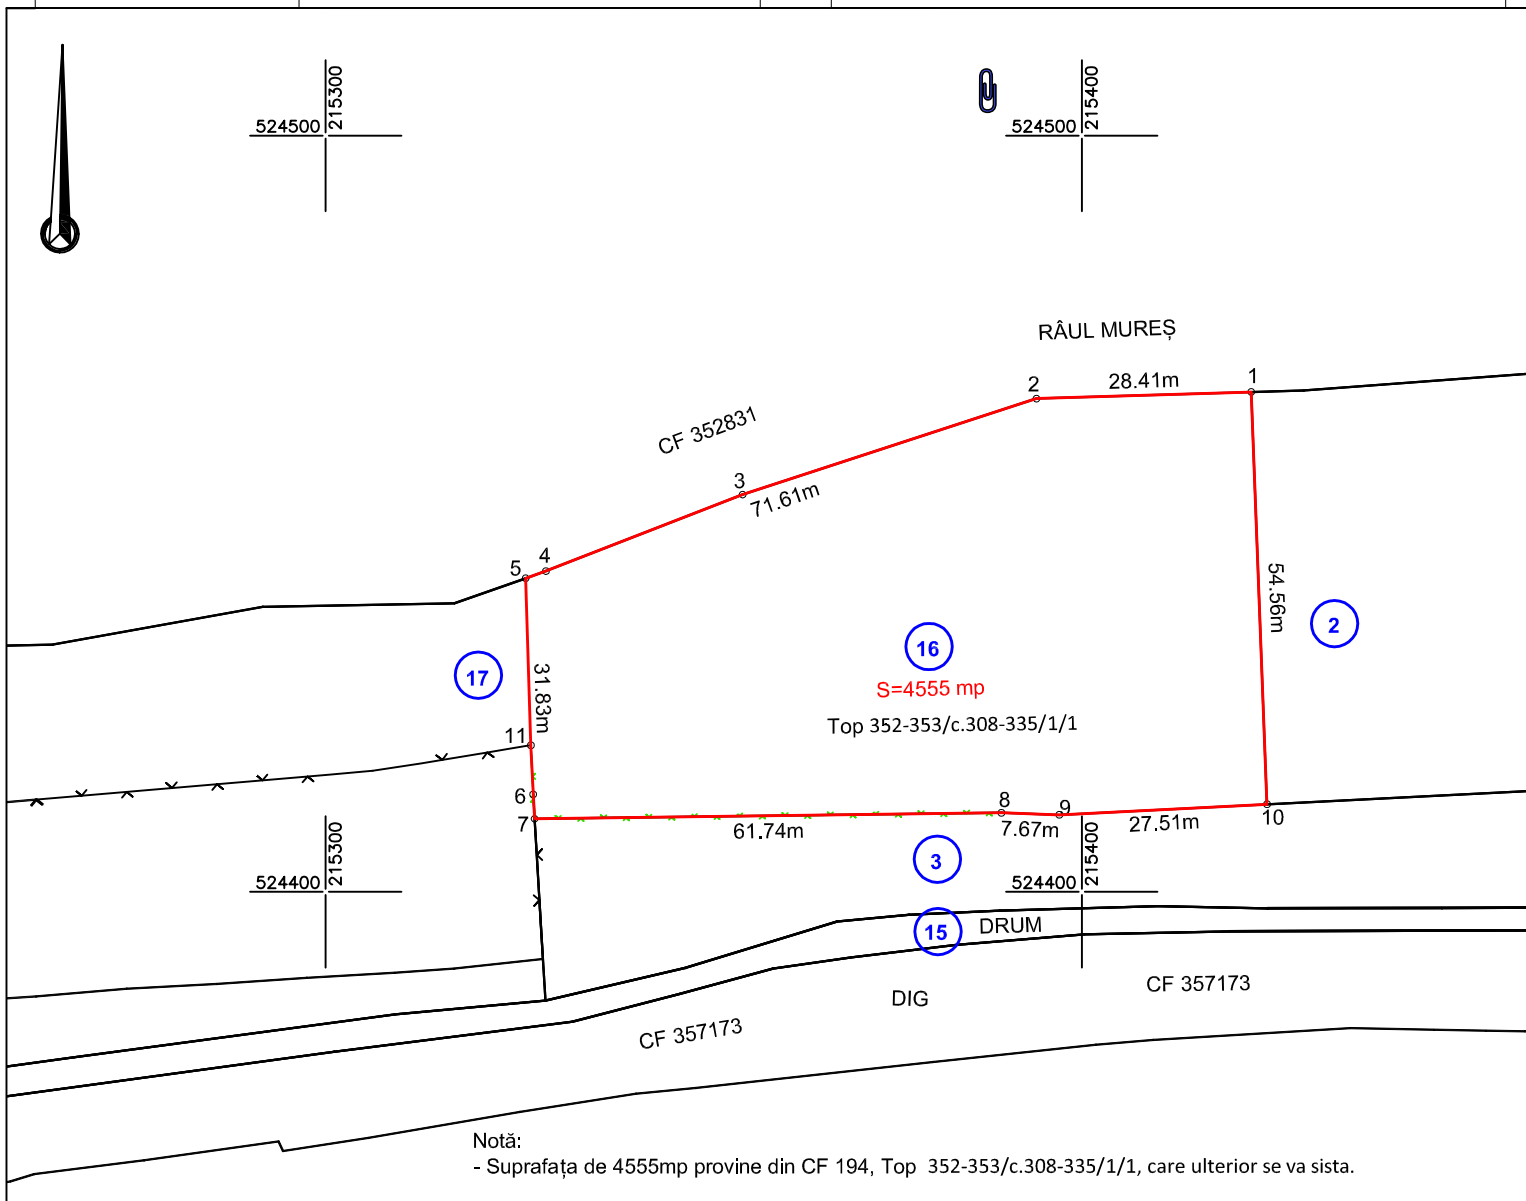 215300
524500
215400
524500
RÂUL MUREȘ
1
2
28.41m
CF 352831
3
71.61m
4
5
54.56m
2
16
17
S=4555 mp
31.83m
Top 352-353/c.308-335/1/1
11
6
7
8
9
10
61.74m
7.67m
27.51m
215300
524400
3
215400
524400
15
DRUM
DIG
CF 357173
CF 357173
Notă:
- Suprafața de 4555mp provine din CF 194, Top 352-353/c.308-335/1/1, care ulterior se va sista.